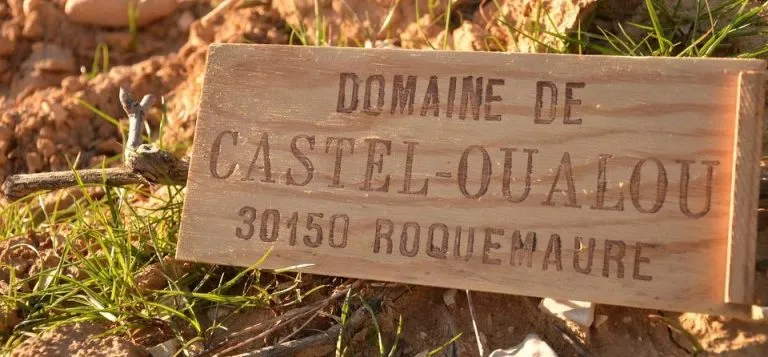 DOMAINE DE
CASTEL-OUALOU
30150 ROQUEMAURE